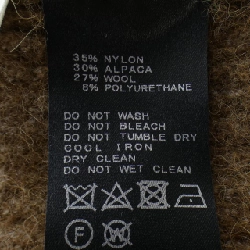 35% NYLON
30% ALPACA
27% WOOL
8% POLYURETHANE
DO NOT WASH
DO NOT BLEACH
DO NOT TUMBLE DRY
COOL IRON
DRY CLEAN
DO NOT WET CLEAN
F W